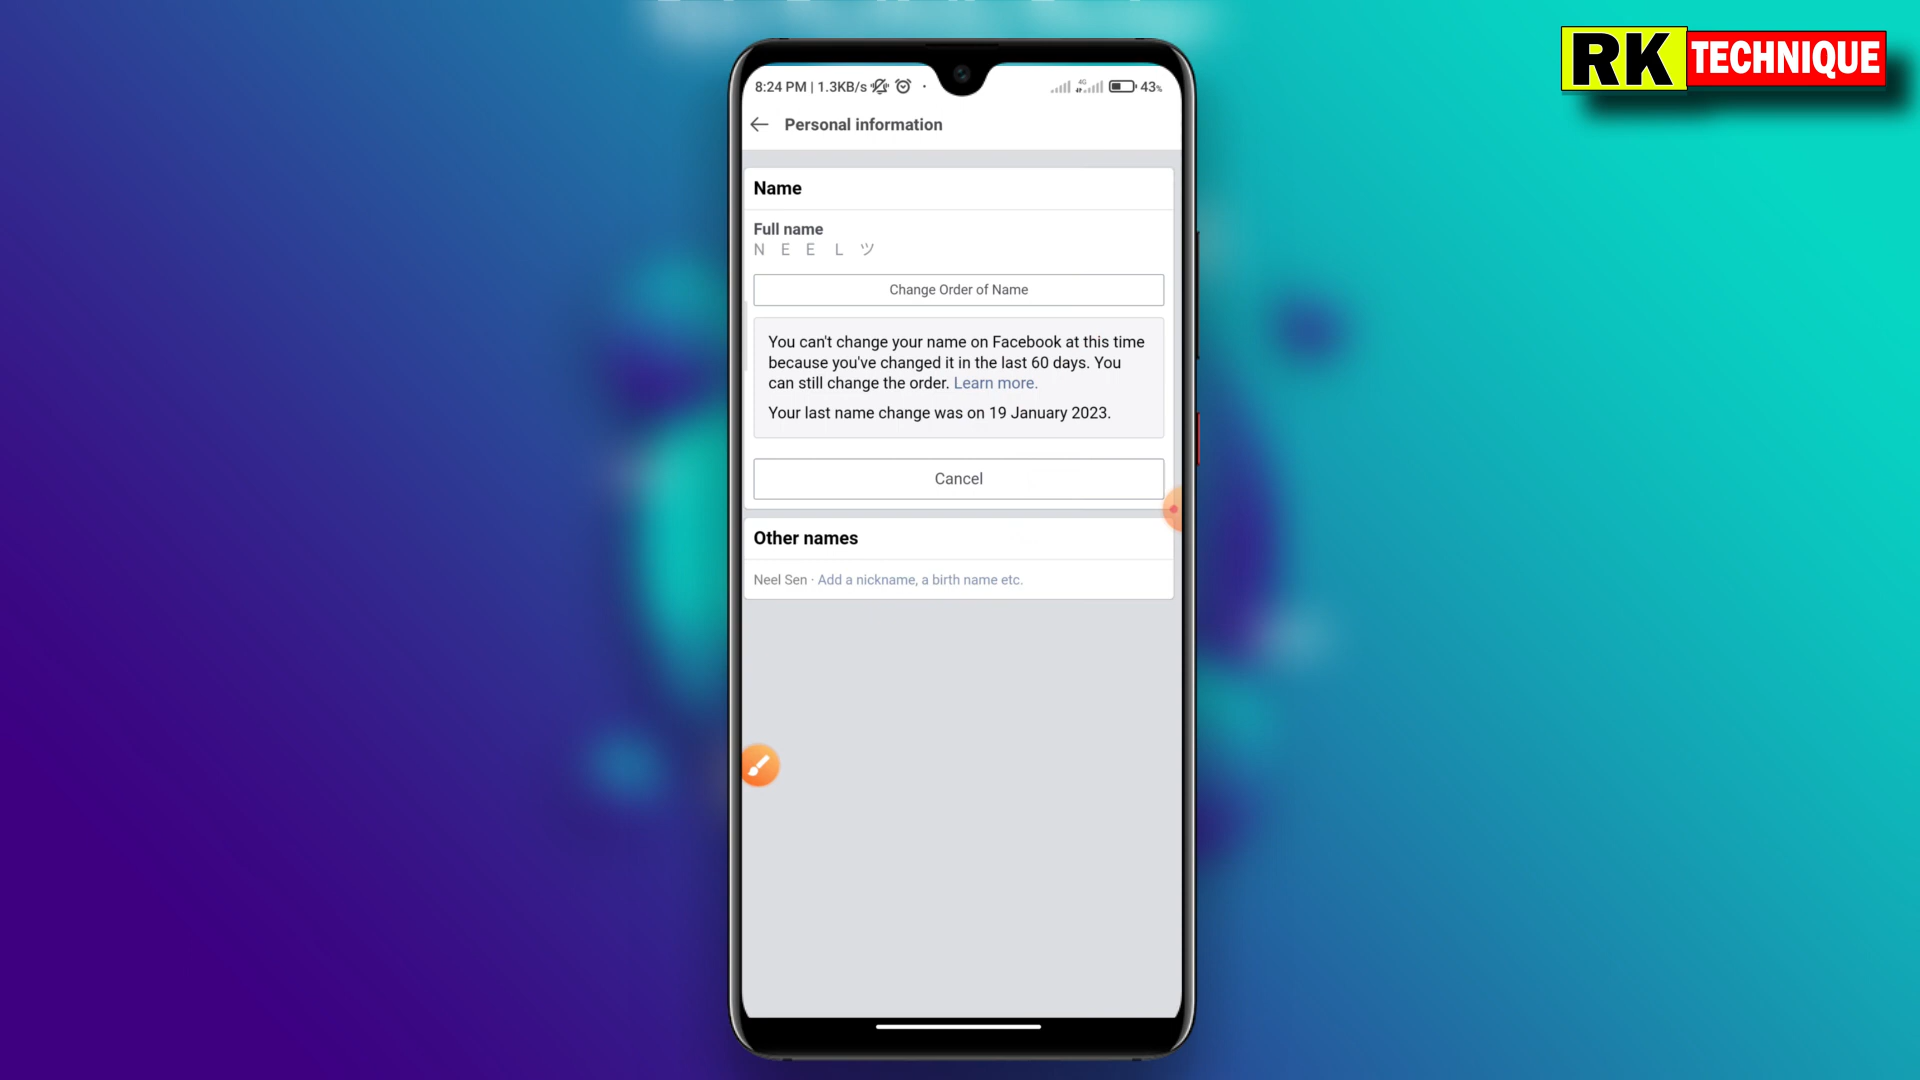 RK TECHNIQUE
8:24 PM | 1.3KB/s
4G
43%
Personal information
Name
Full name
N E E L ツ
Change Order of Name
You can't change your name on Facebook at this time
because you've changed it in the last 60 days. You
can still change the order. Learn more.
Your last name change was on 19 January 2023.
Cancel
Other names
Neel Sen · Add a nickname, a birth name etc.